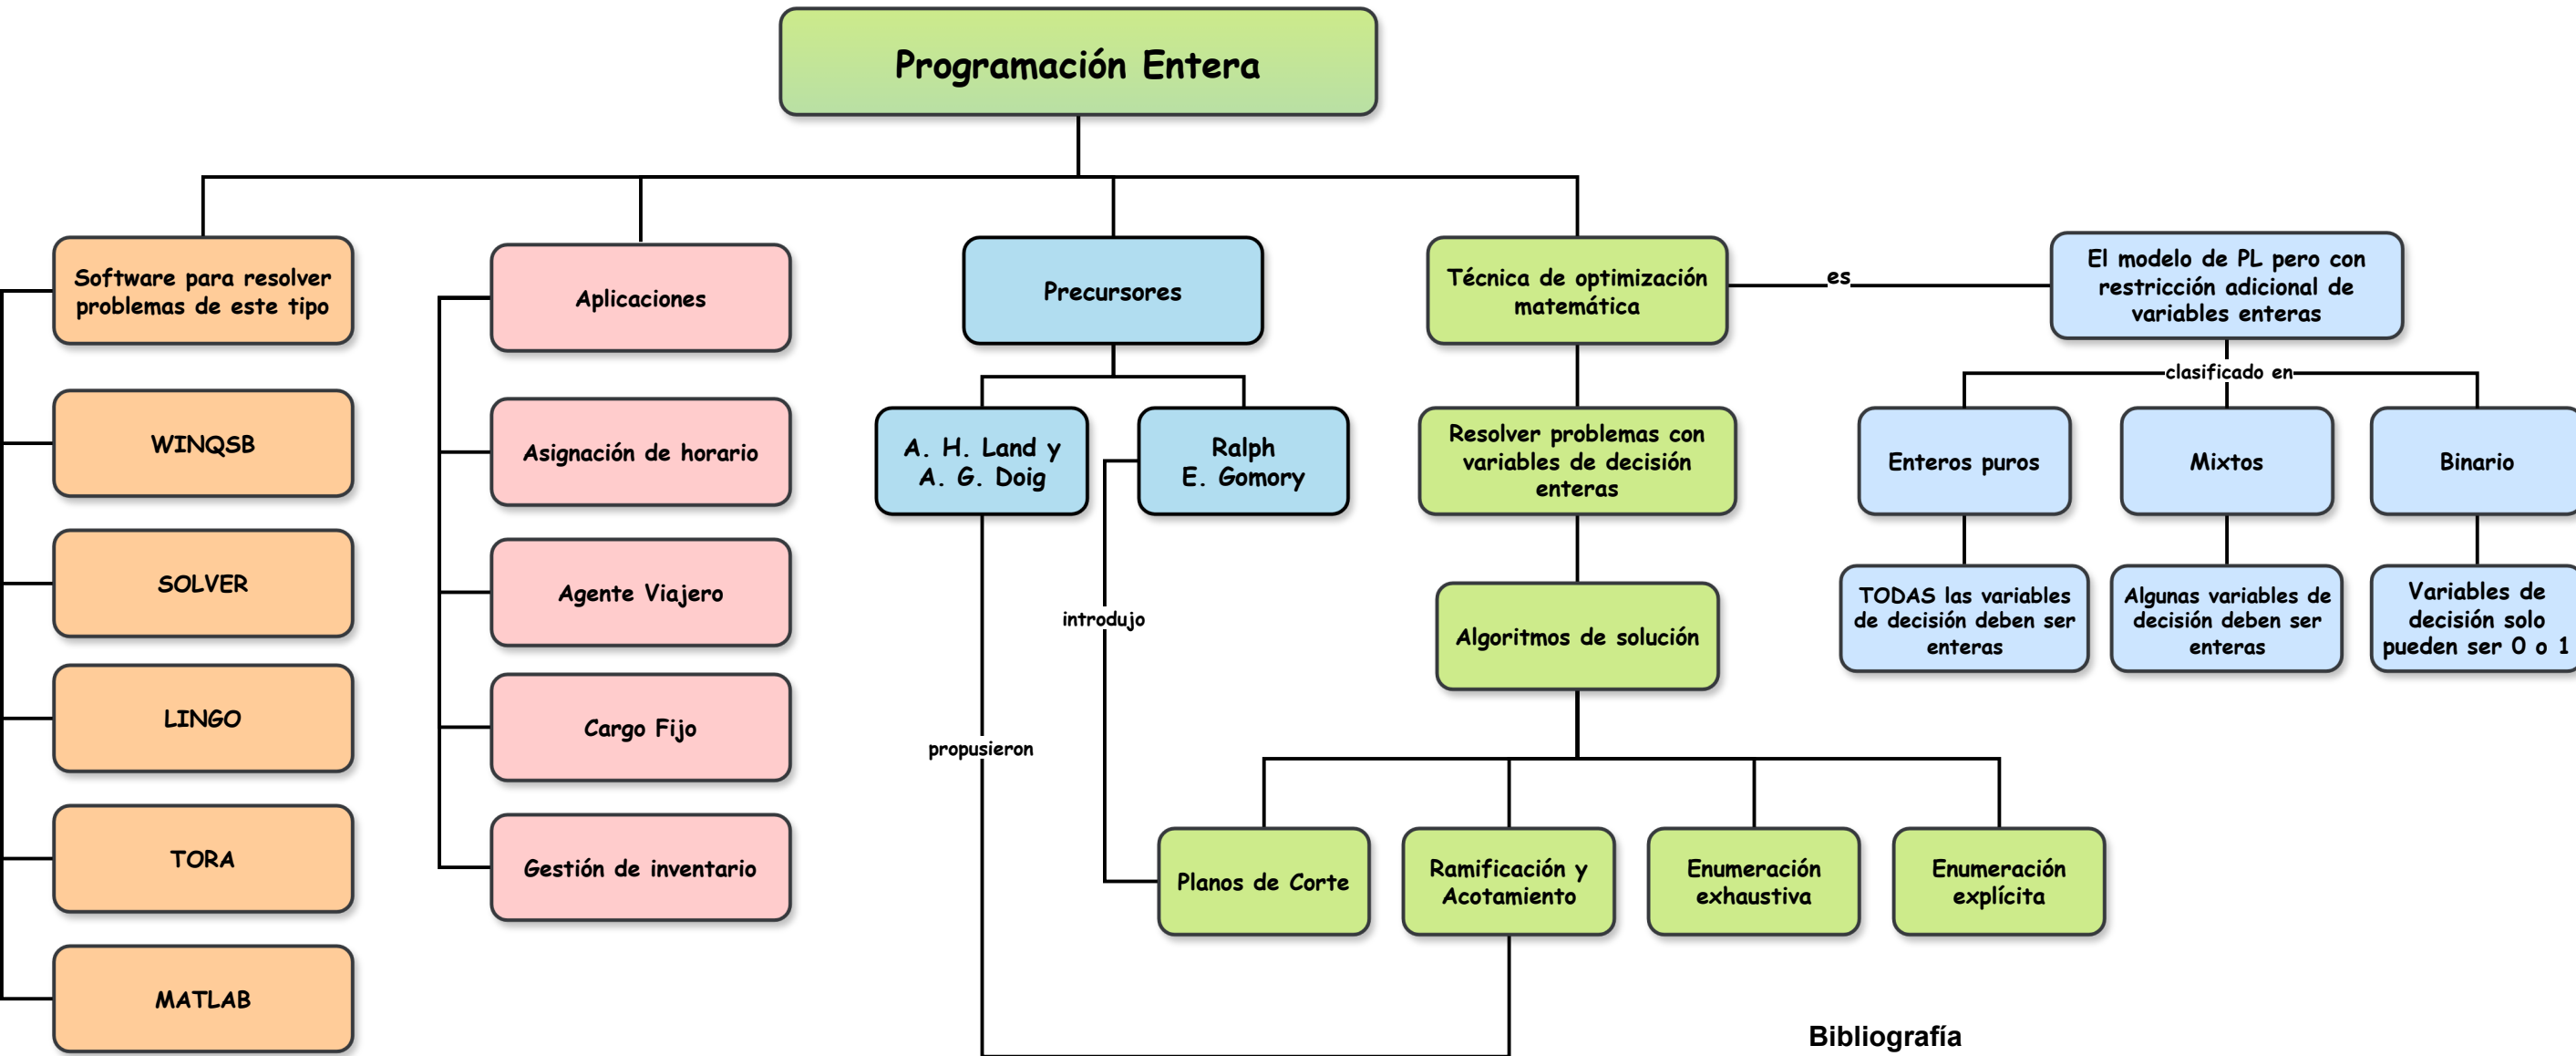 Programación Entera
Software para resolver
problemas de este tipo
WINQSB
SOLVER
LINGO
TORA
MATLAB
Aplicaciones
Asignación de horario
Agente Viajero
Cargo Fijo
Gestión de inventario
Precursores
A. H. Land y
A. G. Doig
Ralph
E. Gomory
introdujo
propusieron
Técnica de optimización
matemática
es
El modelo de PL pero con
restricción adicional de
variables enteras
clasificado en
Resolver problemas con
variables de decisión
enteras
Algoritmos de solución
Planos de Corte
Ramificación y
Acotamiento
Enumeración
exhaustiva
Enumeración
explícita
Enteros puros
TODAS las variables
de decisión deben ser
enteras
Mixtos
Algunas variables de
decisión deben ser
enteras
Binario
Variables de
decisión solo
pueden ser 0 o 1
Bibliografía